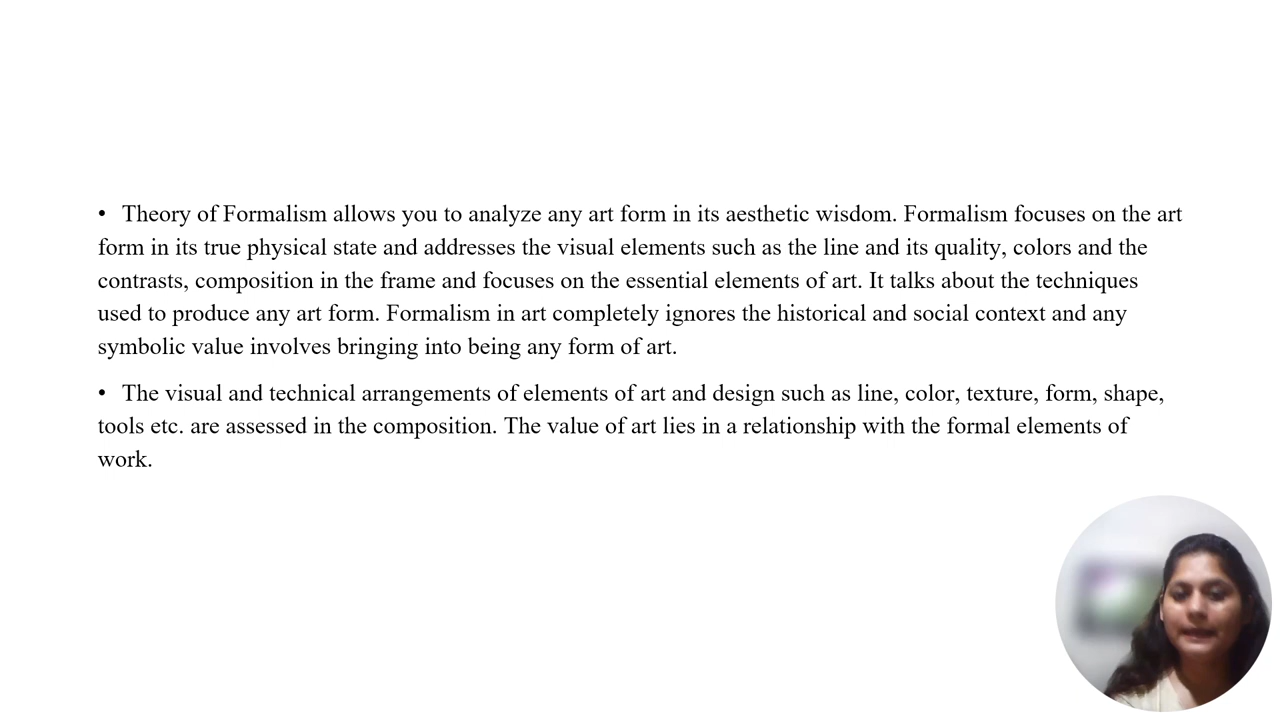 • Theory of Formalism allows you to analyze any art form in its aesthetic wisdom. Formalism focuses on the art
form in its true physical state and addresses the visual elements such as the line and its quality, colors and the
contrasts, composition in the frame and focuses on the essential elements of art. It talks about the techniques
used to produce any art form. Formalism in art completely ignores the historical and social context and any
symbolic value involves bringing into being any form of art.
• The visual and technical arrangements of elements of art and design such as line, color, texture, form, shape,
tools etc. are assessed in the composition. The value of art lies in a relationship with the formal elements of
work.